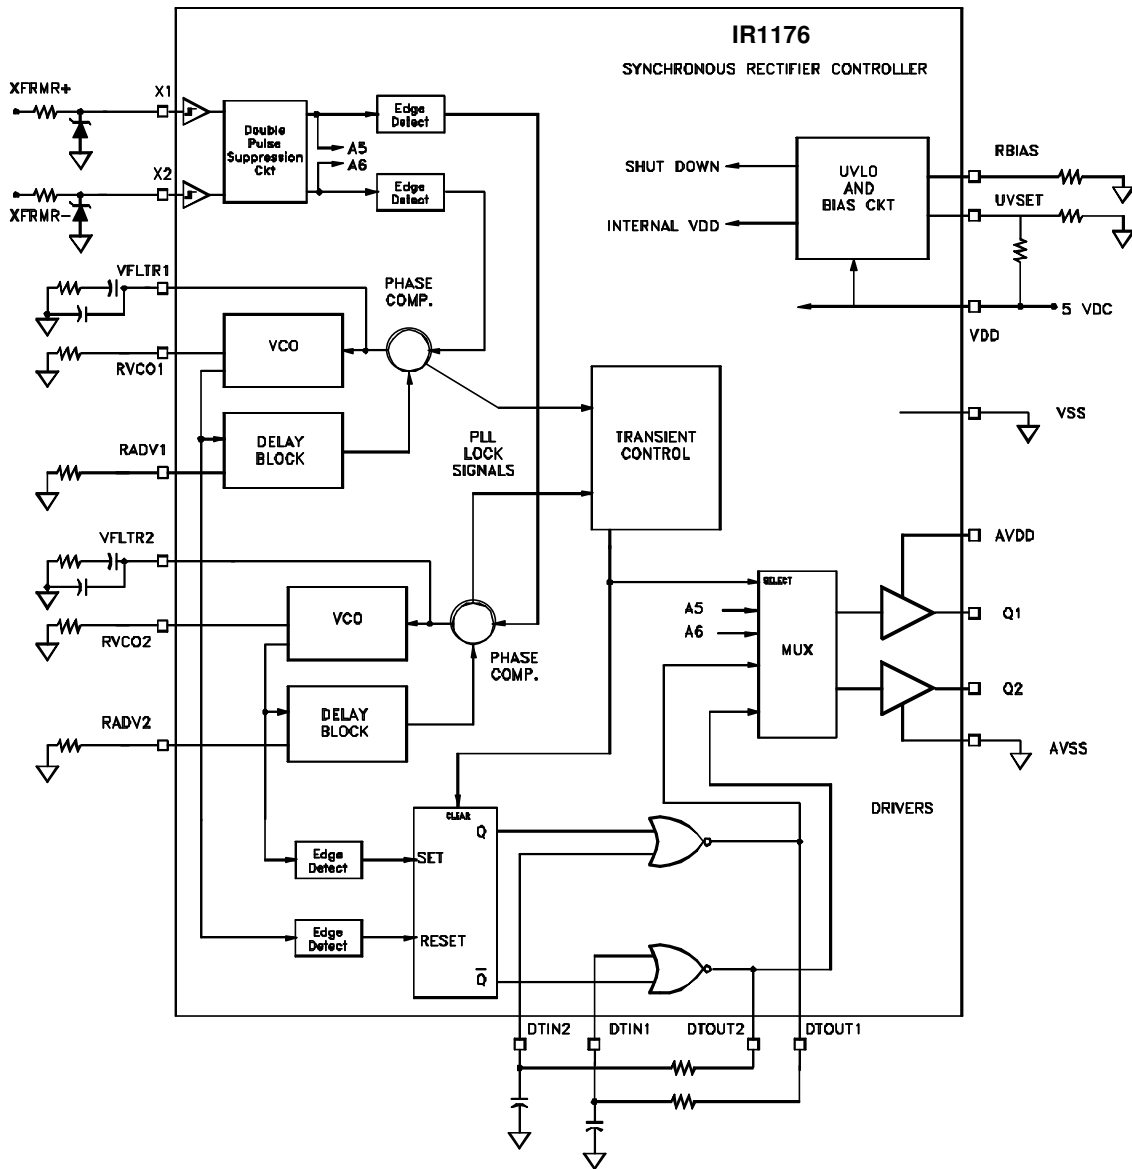 IR1176
SYNCHRONOUS RECTIFIER CONTROLLER
XFRMR+
X1
Double
Pulse
Suppression
Ckt
Edge
Detect
A5
A6
X2
XFRMR-
Edge
Detect
SHUT DOWN
INTERNAL VDD
UVLO
AND
BIAS CKT
RBIAS
UVSET
5 VDC
VDD
VFLTR1
PHASE
COMP.
VCO
RVCO1
RADV1
DELAY
BLOCK
PLL
LOCK
SIGNALS
TRANSIENT
CONTROL
VSS
VFLTR2
VCO
RVCO2
PHASE
COMP.
RADV2
DELAY
BLOCK
SELECT
A5
A6
MUX
AVDD
Q1
Q2
AVSS
DRIVERS
CLEAR
Q
SET
Edge
Detect
RESET
Edge
Detect
Q̅
DTIN2
DTIN1
DTOUT2
DTOUT1